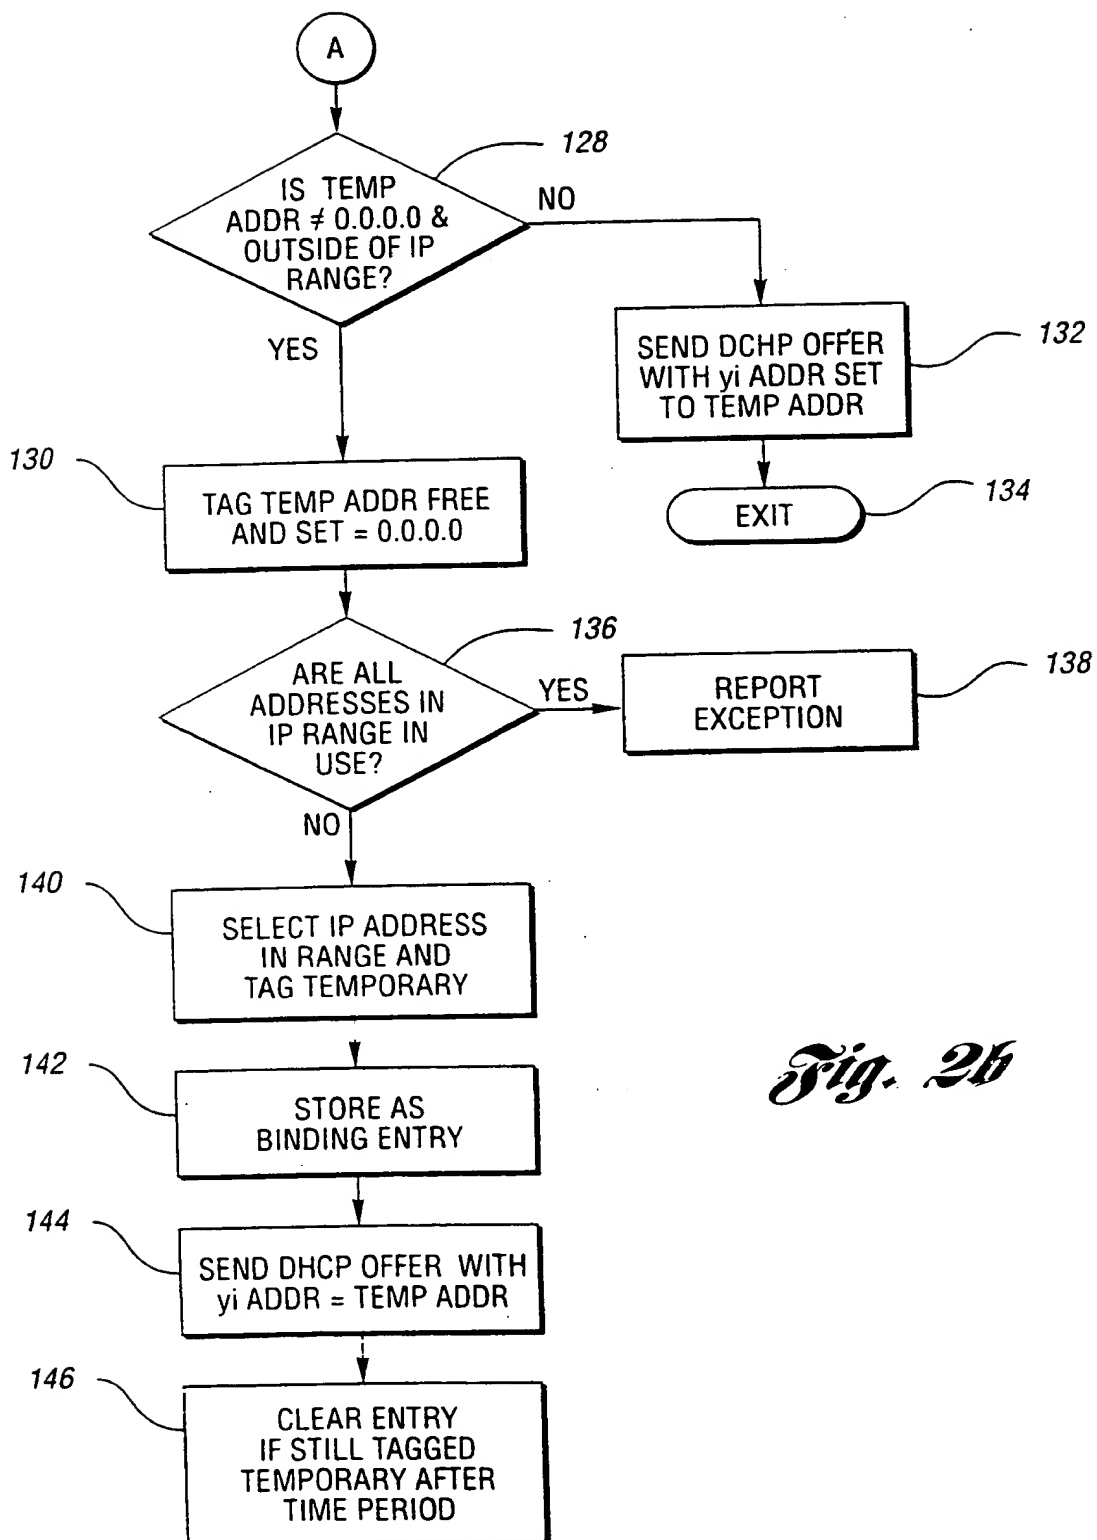 A
128
IS TEMP
ADDR ≠ 0.0.0.0 &
OUTSIDE OF IP
RANGE?
NO
YES
SEND DCHP OFFER
WITH yi ADDR SET
TO TEMP ADDR
132
130
TAG TEMP ADDR FREE
AND SET = 0.0.0.0
EXIT
134
136
ARE ALL
ADDRESSES IN
IP RANGE IN
USE?
YES
REPORT
EXCEPTION
138
NO
140
SELECT IP ADDRESS
IN RANGE AND
TAG TEMPORARY
142
STORE AS
BINDING ENTRY
Fig. 2b
144
SEND DHCP OFFER WITH
yi ADDR = TEMP ADDR
146
CLEAR ENTRY
IF STILL TAGGED
TEMPORARY AFTER
TIME PERIOD